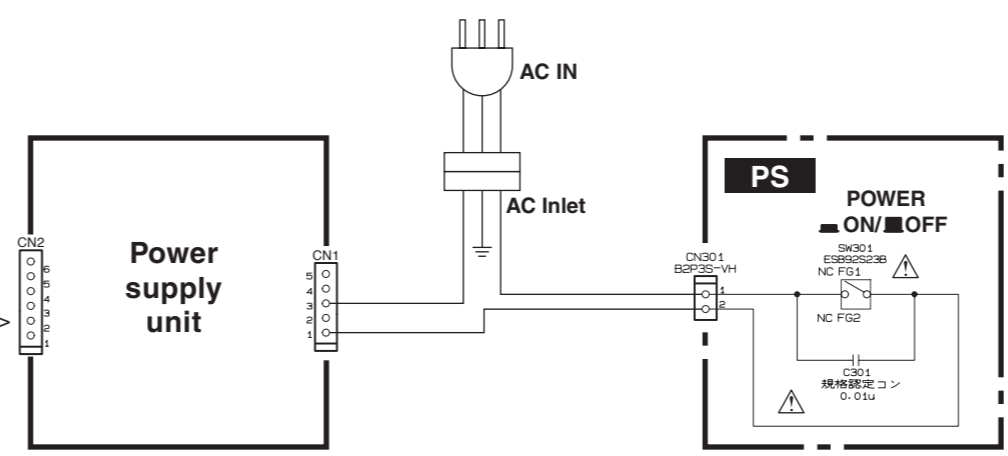 AC IN
AC Inlet
CN2
6
5
4
3
2
1
V
Power
supply
unit
CN1
5
4
3
2
1
PS
POWER
ON/OFF
SW301
ESB92S23B
NC FG1
NC FG2
CN301
B2P3S-VH
1
2
C301
規格認定コン
0.01u